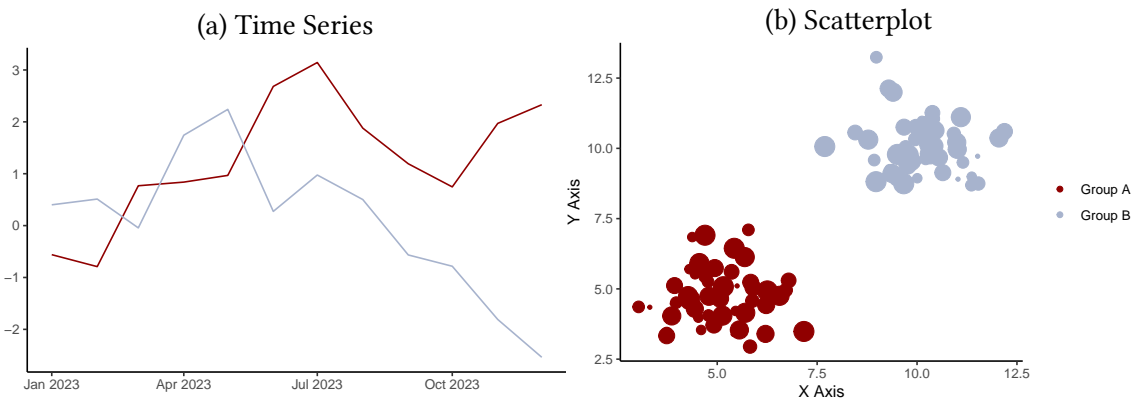 (a) Time Series
3
2
1
0
−1
−2
Jan 2023 Apr 2023 Jul 2023 Oct 2023
(b) Scatterplot
Y Axis
12.5
10.0
7.5
5.0
2.5
5.0 7.5 10.0 12.5
X Axis
Group A
Group B